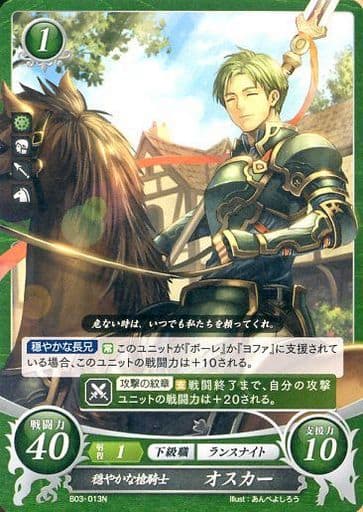 1
危ない時は、いつでも私たちを頼ってくれ。
穏やかな長兄 常 このユニットが『ボーレ』か『ヨファ』に支援されて
いる場合、このユニットの戦闘力は+10される。
攻撃の紋章 支 戦闘終了まで、自分の攻撃
ユニットの戦闘力は+20される。
戦闘力
40
射程 1
下級職
ランスナイト
支援力
10
穏やかな槍騎士 オスカー
B03-013N
Illust:あんべよしろう